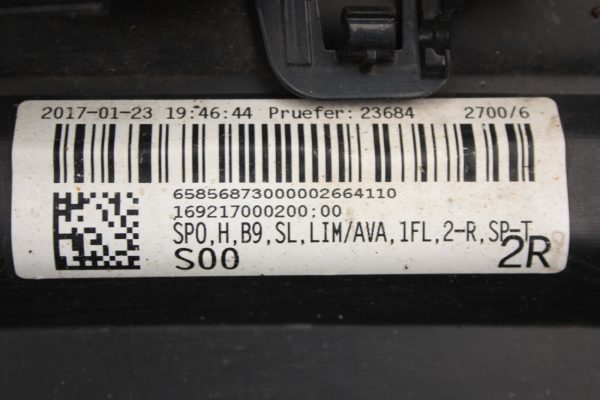 2017-01-23 19:46:44 Pruefer:23684 2700/6
65856873000002664110
169217000200:00
SPO,H,B9,SL,LIM/AVA,1FL,2-R,SP-T
S00 2R